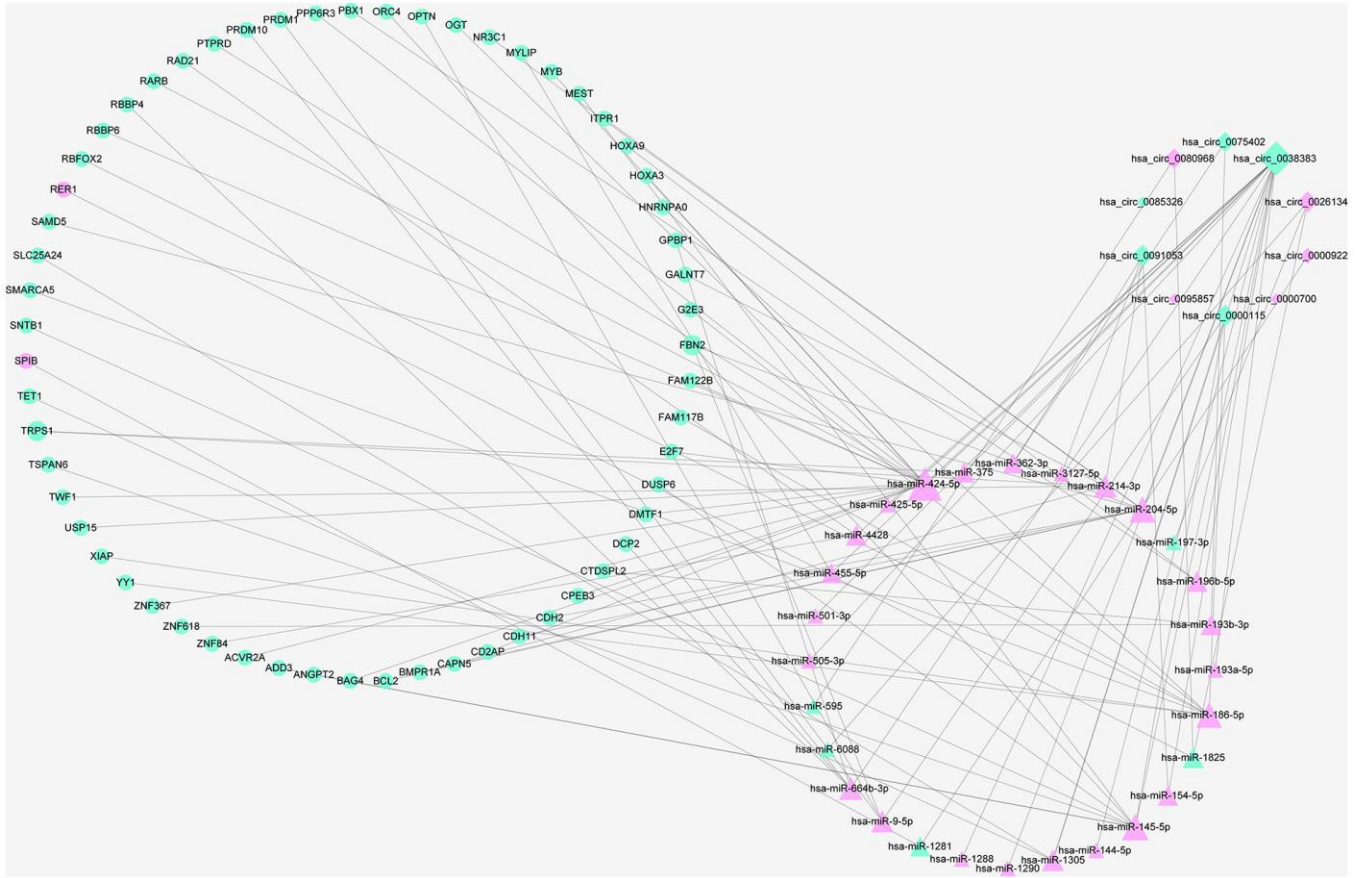 PPP6R3
PBX1
ORC4
OPTN
OGT
NR3C1
MYLIP
MYB
MEST
ITPR1
HOXA9
HOXA3
HNRNPA0
GPBP1
GALNT7
G2E3
FBN2
FAM122B
FAM117B
E2F7
DUSP6
DMTF1
DCP2
CTDSPL2
CPEB3
CDH2
CDH11
CD2AP
CAPN5
BMPR1A
BCL2
BAG4
ANGPT2
ADD3
ACVR2A
ZNF84
ZNF618
ZNF367
YY1
XIAP
USP15
TWF1
TSPAN6
TRPS1
TET1
SPIB
SNTB1
SMARCA5
SLC25A24
SAMD5
RER1
RBFOX2
RBBP6
RBBP4
RARB
RAD21
PTPRD
PRDM10
PRDM1
hsa_circ_0075402
hsa_circ_0038383
hsa_circ_0080968
hsa_circ_0085326
hsa_circ_0026134
hsa_circ_0091053
hsa_circ_0000922
hsa_circ_0095857
hsa_circ_0000700
hsa_circ_0000115
hsa-miR-362-3p
hsa-miR-375
hsa-miR-3127-5p
hsa-miR-424-5p
hsa-miR-214-3p
hsa-miR-425-5p
hsa-miR-204-5p
hsa-miR-4428
hsa-miR-197-3p
hsa-miR-455-5p
hsa-miR-196b-5p
hsa-miR-501-3p
hsa-miR-193b-3p
hsa-miR-505-3p
hsa-miR-193a-5p
hsa-miR-595
hsa-miR-186-5p
hsa-miR-6088
hsa-miR-1825
hsa-miR-664b-3p
hsa-miR-154-5p
hsa-miR-9-5p
hsa-miR-145-5p
hsa-miR-1281
hsa-miR-144-5p
hsa-miR-1288
hsa-miR-1305
hsa-miR-1290